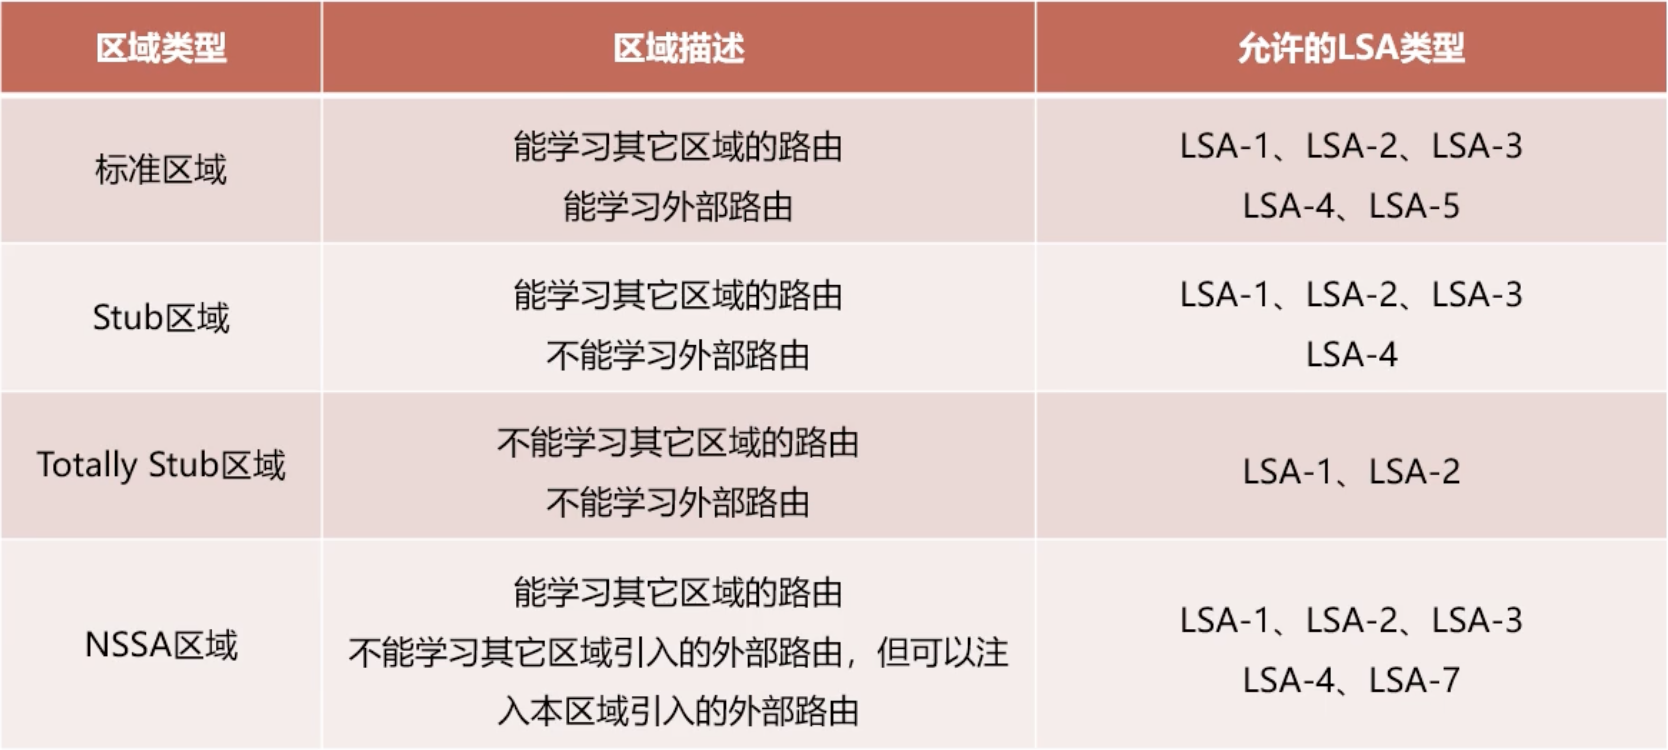 区域类型
区域描述
允许的LSA类型
标准区域
能学习其它区域的路由
能学习外部路由
LSA-1、LSA-2、LSA-3
LSA-4、LSA-5
Stub区域
能学习其它区域的路由
不能学习外部路由
LSA-1、LSA-2、LSA-3
LSA-4
Totally Stub区域
不能学习其它区域的路由
不能学习外部路由
LSA-1、LSA-2
NSSA区域
能学习其它区域的路由
不能学习其它区域引入的外部路由，但可以注
入本区域引入的外部路由
LSA-1、LSA-2、LSA-3
LSA-4、LSA-7